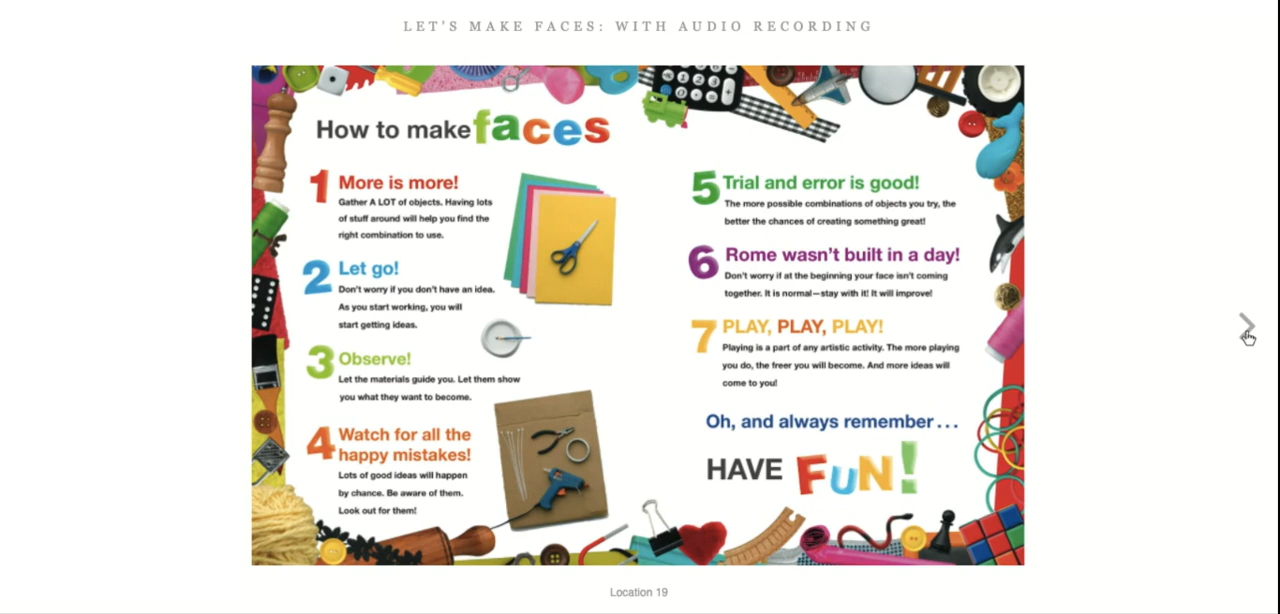 LET'S MAKE FACES: WITH AUDIO RECORDING
How to make faces
1 More is more!
Gather A LOT of objects. Having lots
of stuff around will help you find the
right combination to use.
2 Let go!
Don't worry if you don't have an idea.
As you start working, you will
start getting ideas.
3 Observe!
Let the materials guide you. Let them show
you what they want to become.
4 Watch for all the
happy mistakes!
Lots of good ideas will happen
by chance. Be aware of them.
Look out for them!
5 Trial and error is good!
The more possible combinations of objects you try, the
better the chances of creating something great!
6 Rome wasn't built in a day!
Don't worry if at the beginning your face isn't coming
together. It is normal—stay with it! It will improve!
7 PLAY, PLAY, PLAY!
Playing is a part of any artistic activity. The more playing
you do, the freer you will become. And more ideas will
come to you!
Oh, and always remember...
HAVE FUN!
Location 19